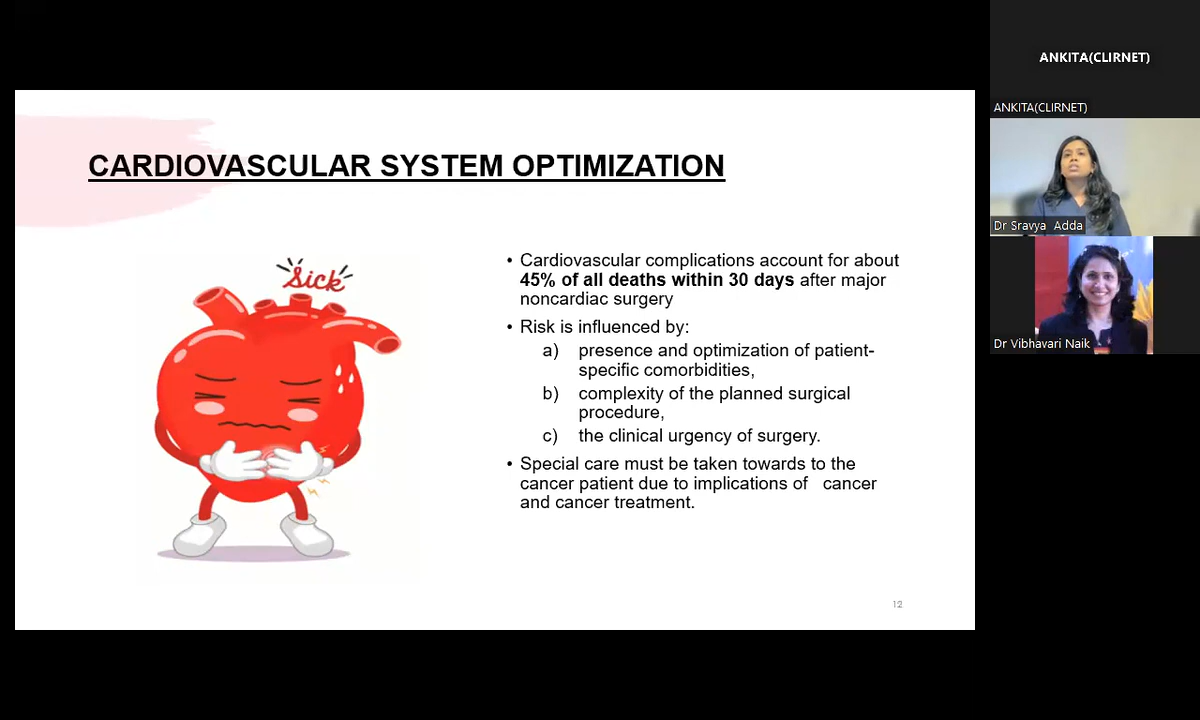 ANKITA(CLIRNET)
ANKITA(CLIRNET)
Dr Sravya Adda
Dr Vibhavari Naik
CARDIOVASCULAR SYSTEM OPTIMIZATION
Sick
• Cardiovascular complications account for about
45% of all deaths within 30 days after major
noncardiac surgery
• Risk is influenced by:
a) presence and optimization of patient-
specific comorbidities,
b) complexity of the planned surgical
procedure,
c) the clinical urgency of surgery.
• Special care must be taken towards to the
cancer patient due to implications of cancer
and cancer treatment.
12